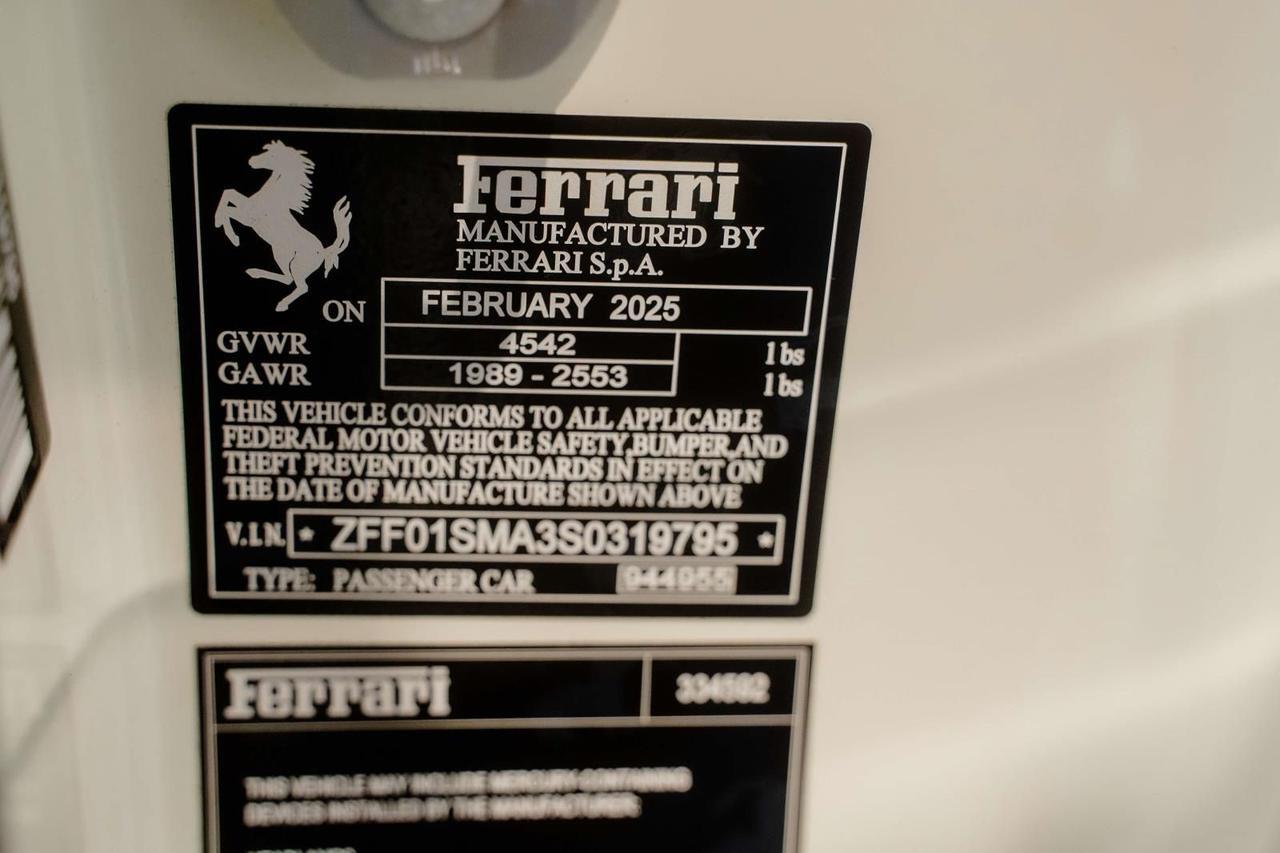 Ferrari
MANUFACTURED BY
FERRARI S.p.A.
ON FEBRUARY 2025
GVWR 4542 lbs
GAWR 1989 - 2553 lbs
THIS VEHICLE CONFORMS TO ALL APPLICABLE
FEDERAL MOTOR VEHICLE SAFETY,BUMPER,AND
THEFT PREVENTION STANDARDS IN EFFECT ON
THE DATE OF MANUFACTURE SHOWN ABOVE
V.I.N. * ZFF01SMA3S0319795 *
TYPE: PASSENGER CAR 944955
Ferrari 334592
THIS VEHICLE MAY INCLUDE MERCURY CONTAINING
DEVICES INSTALLED BY THE MANUFACTURER: